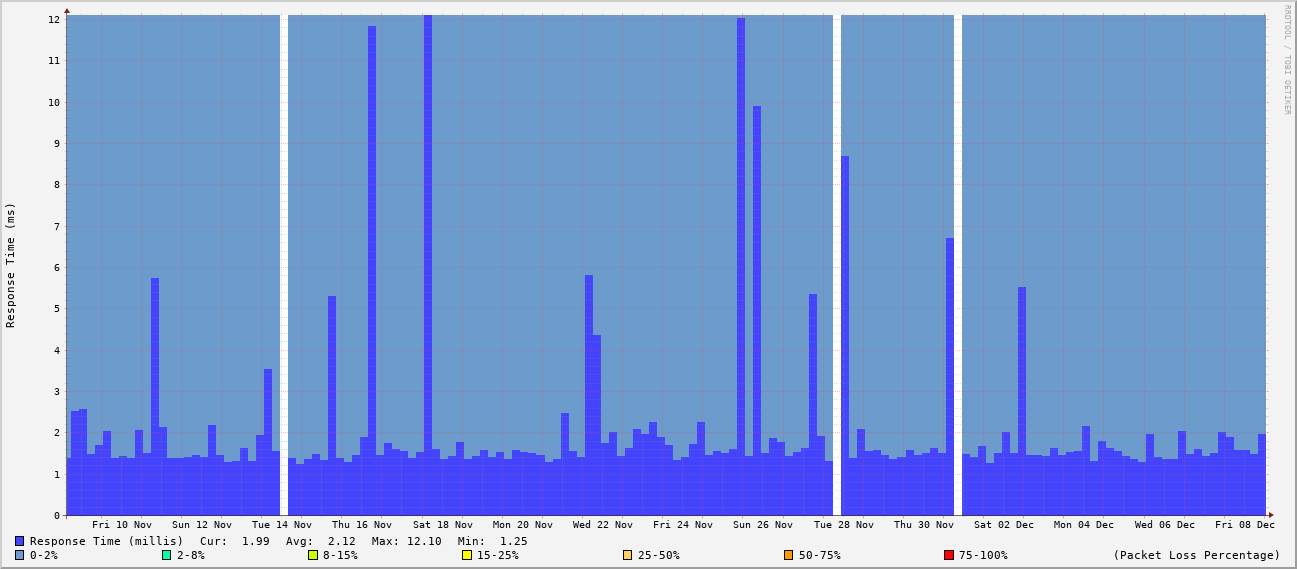 RRDTOOL / TOBI OETIKER
Response Time (ms)
12
11
10
9
8
7
6
5
4
3
2
1
0
Fri 10 Nov Sun 12 Nov Tue 14 Nov Thu 16 Nov Sat 18 Nov Mon 20 Nov Wed 22 Nov Fri 24 Nov Sun 26 Nov Tue 28 Nov Thu 30 Nov Sat 02 Dec Mon 04 Dec Wed 06 Dec Fri 08 Dec
Response Time (millis) Cur: 1.99 Avg: 2.12 Max: 12.10 Min: 1.25
0-2% 2-8% 8-15% 15-25% 25-50% 50-75% 75-100% (Packet Loss Percentage)